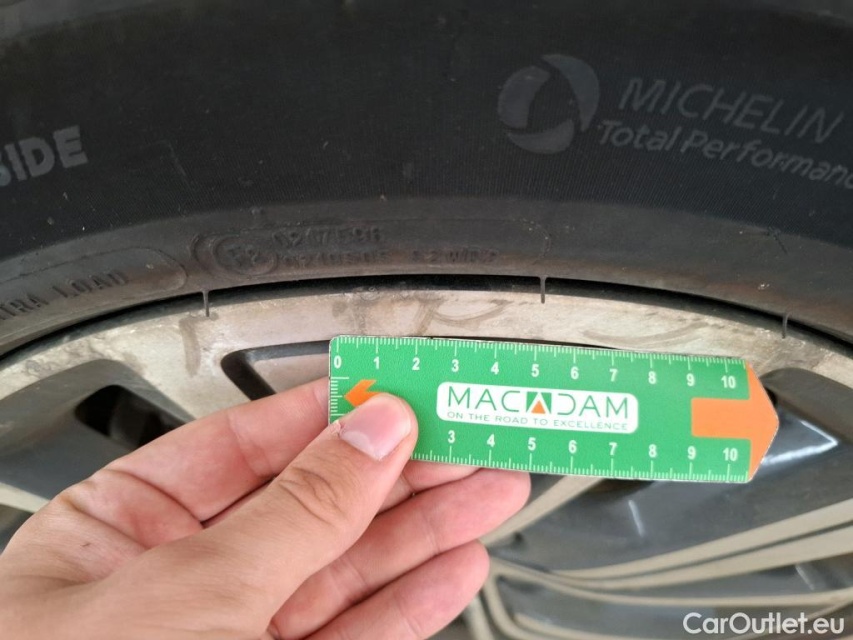 SIDE
MICHELIN
Total Performance
EXTRA LOAD
0 1 2 3 4 5 6 7 8 9 10
MACADAM
ON THE ROAD TO EXCELLENCE
3 4 5 6 7 8 9 10
CarOutlet.eu